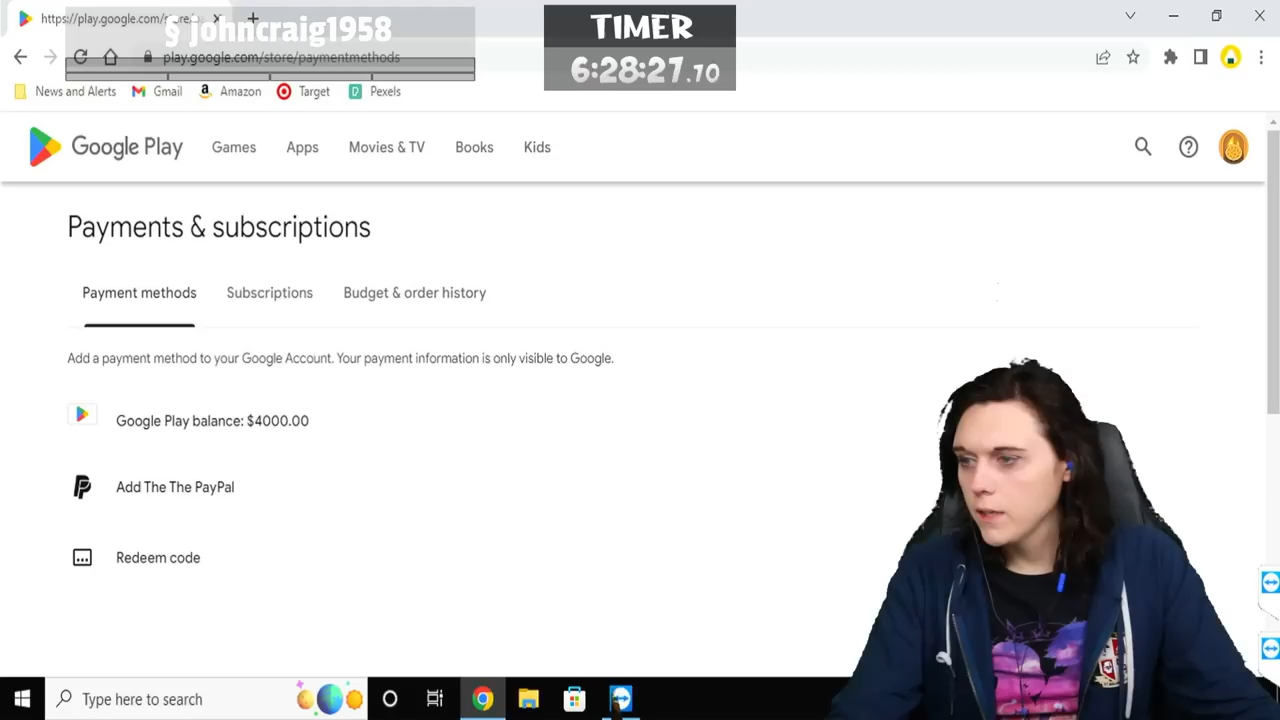 https://play.google.com/store/
§ johncraig1958
TIMER
6:28:27.70
play.google.com/store/paymentmethods
News and Alerts
Gmail
Amazon
Target
Pexels
Google Play
Games
Apps
Movies & TV
Books
Kids
Payments & subscriptions
Payment methods
Subscriptions
Budget & order history
Add a payment method to your Google Account. Your payment information is only visible to Google.
Google Play balance: $4000.00
Add The The PayPal
Redeem code
Type here to search